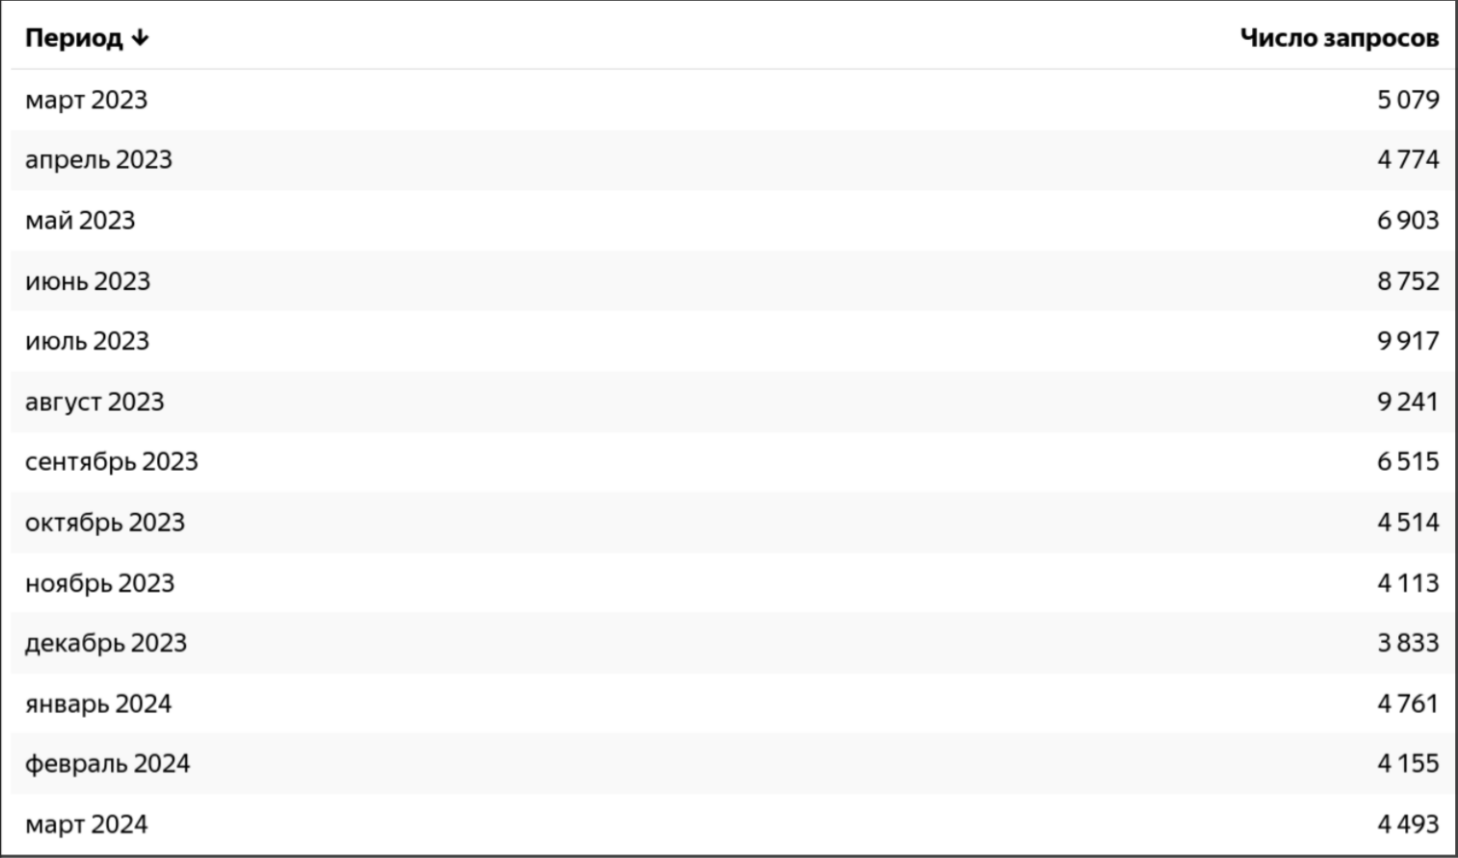 Период ↓ Число запросов
март 2023 5 079
апрель 2023 4 774
май 2023 6 903
июнь 2023 8 752
июль 2023 9 917
август 2023 9 241
сентябрь 2023 6 515
октябрь 2023 4 514
ноябрь 2023 4 113
декабрь 2023 3 833
январь 2024 4 761
февраль 2024 4 155
март 2024 4 493